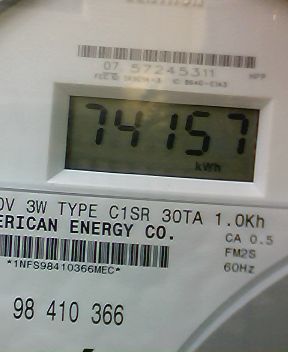 07 57245311
HPP
74157
kWh
0V 3W TYPE C1SR 30TA 1.0Kh
ERICAN ENERGY CO.
CA 0.5
FM2S
*1NFS98410366MEC*
60Hz
98 410 366